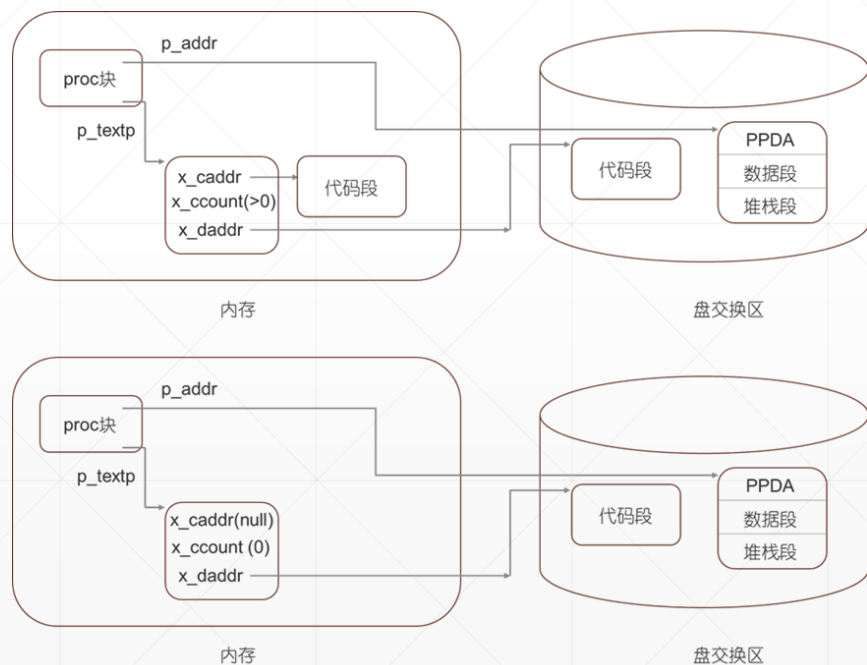 p_addr
proc块
p_textp
x_caddr
x_ccount(>0)
x_daddr
代码段
代码段
PPDA
数据段
堆栈段
内存
盘交换区
p_addr
proc块
p_textp
x_caddr(null)
x_ccount (0)
x_daddr
代码段
PPDA
数据段
堆栈段
内存
盘交换区